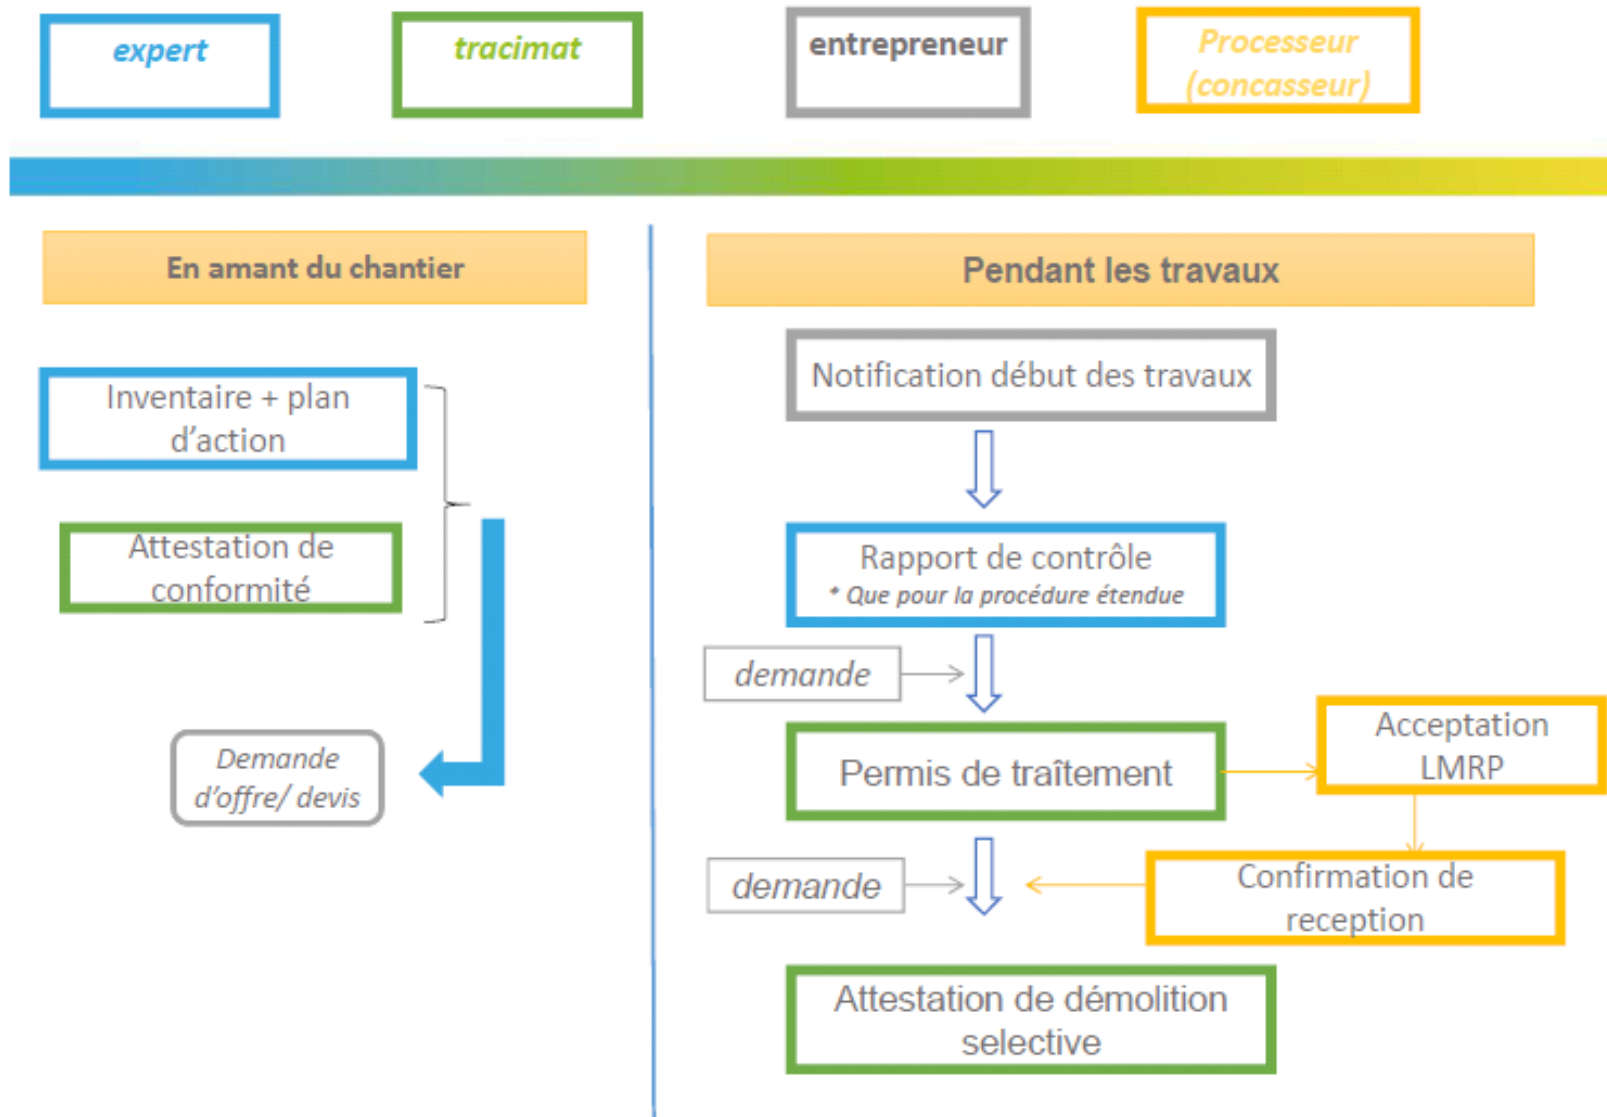 expert
tracimat
entrepreneur
Processeur
(concasseur)
En amant du chantier
Inventaire + plan
d'action
Attestation de
conformité
Demande
d'offre/ devis
Pendant les travaux
Notification début des travaux
Rapport de contrôle
* Que pour la procédure étendue
demande
Permis de traîtement
Acceptation
LMRP
demande
Confirmation de
reception
Attestation de démolition
selective